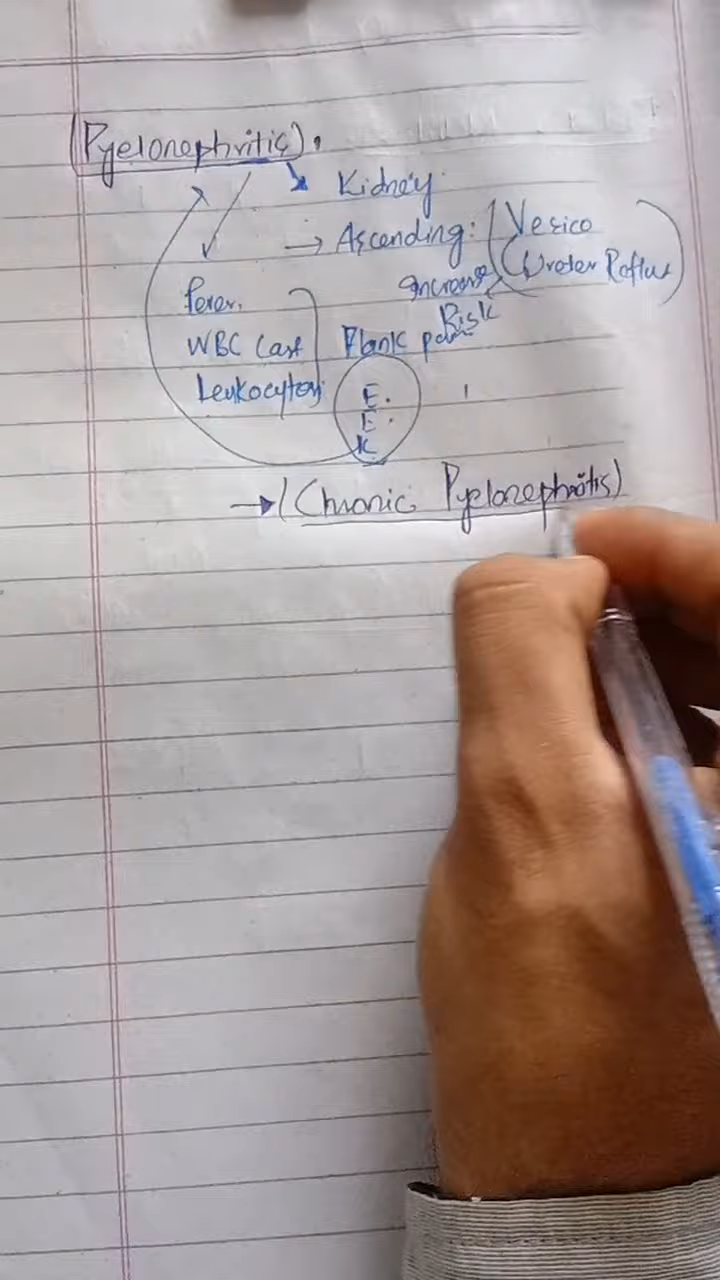 (Pyelonephritis).
Kidney
→ Ascending: (Vesico
(Ureter Reflux)
Increase
Risk
Fever.
WBC Cast
Flank pain
Leukocytosis
E.
E.
K
→ (Chronic Pyelonephritis)